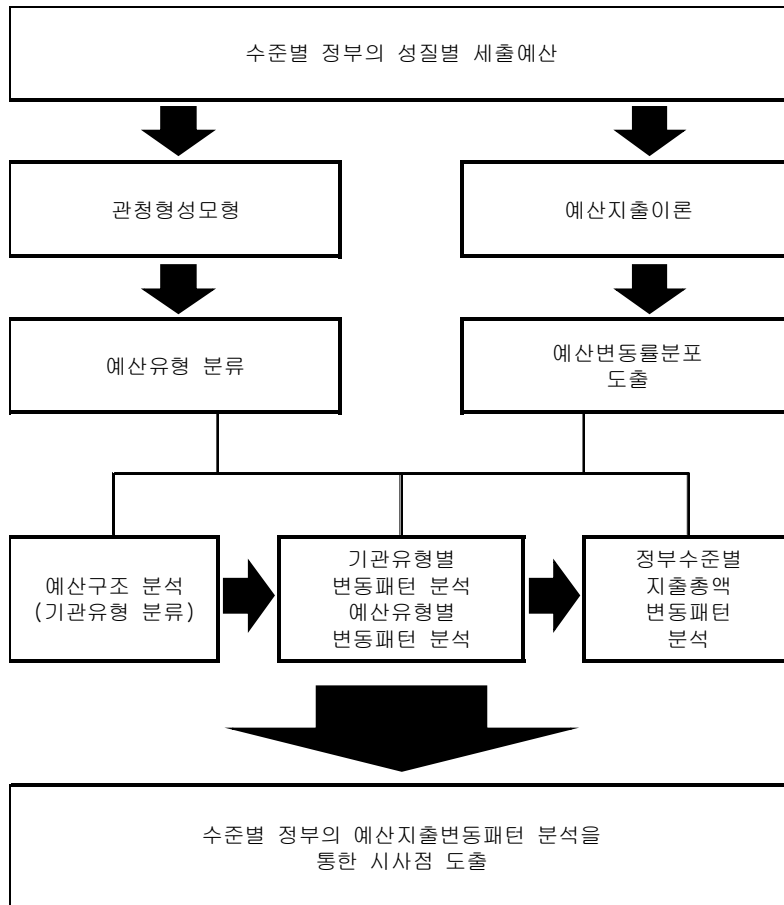 수준별 정부의 성질별 세출예산
관청형성모형
예산지출이론
예산유형 분류
예산변동률분포
도출
예산구조 분석
(기관유형 분류)
기관유형별
변동패턴 분석
예산유형별
변동패턴 분석
정부수준별
지출총액
변동패턴
분석
수준별 정부의 예산지출변동패턴 분석을
통한 시사점 도출